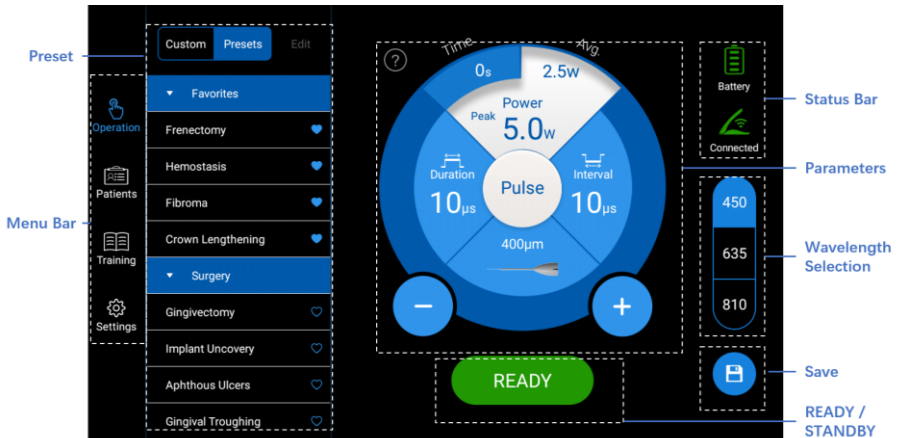 Preset
Menu Bar
Operation
Patients
Training
Settings
Custom Presets Edit
Favorites
Frenectomy
Hemostasis
Fibroma
Crown Lengthening
Surgery
Gingivectomy
Implant Uncovery
Aphthous Ulcers
Gingival Troughing
?
Time Avg.
0s 2.5w
Power
Peak 5.0w
Duration
10μs
Pulse
Interval
10μs
400μm
− +
READY
Battery
Connected
450
635
810
Status Bar
Parameters
Wavelength
Selection
Save
READY /
STANDBY